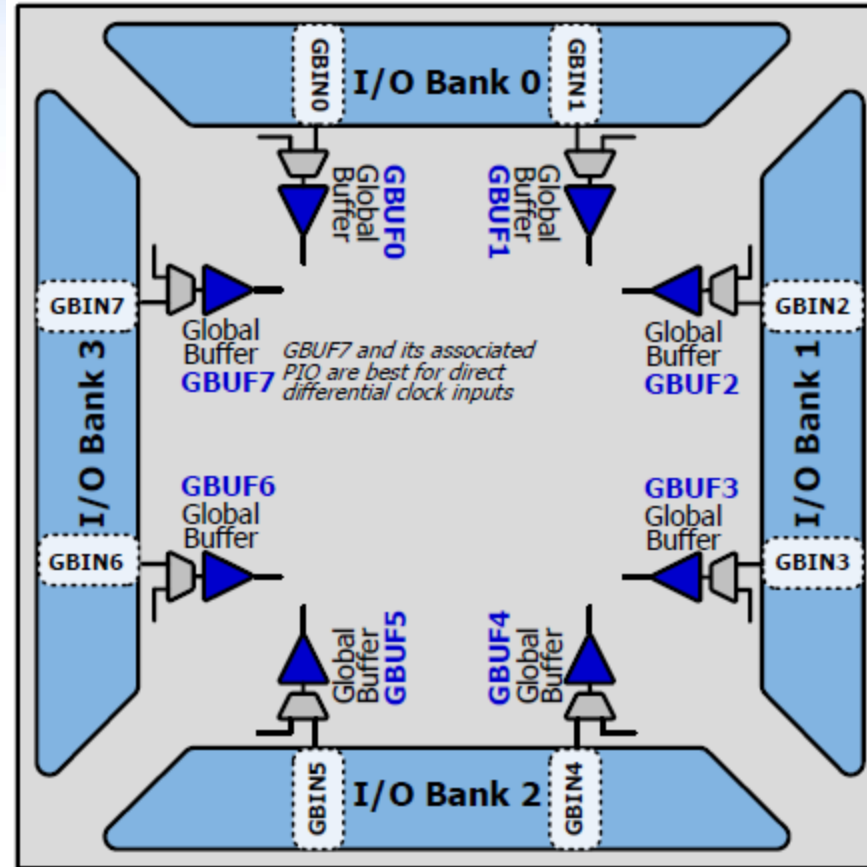 GBIN0
I/O Bank 0
GBIN1
Global
Buffer
GBUF0
GBUF1
Global
Buffer
GBIN7
Global
Buffer
GBUF7
GBUF7 and its associated
PIO are best for direct
differential clock inputs
GBIN2
Global
Buffer
GBUF2
I/O Bank 3
I/O Bank 1
GBUF6
Global
Buffer
GBIN6
GBUF3
Global
Buffer
GBIN3
Global
Buffer
GBUF5
GBUF4
Global
Buffer
GBIN5
I/O Bank 2
GBIN4